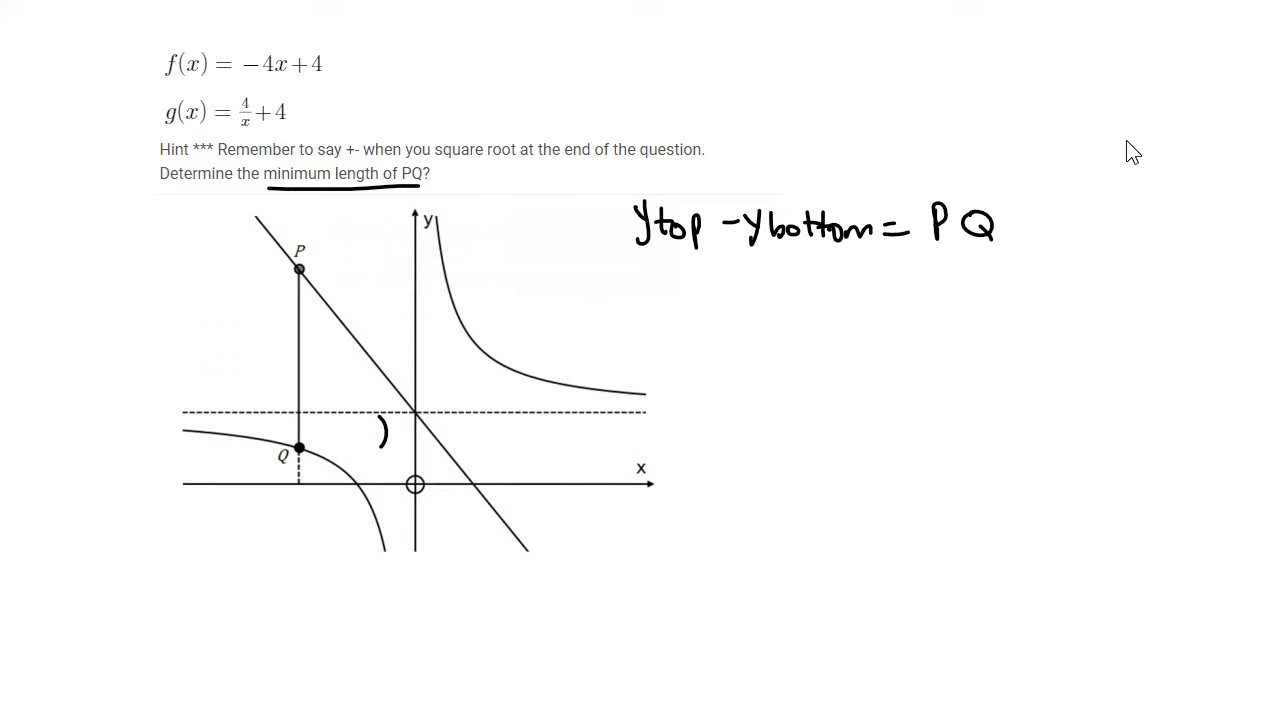 f(x) = −4x+4
g(x) = 4/x +4
Hint *** Remember to say +- when you square root at the end of the question.
Determine the minimum length of PQ?
ytop - ybottom = PQ
y
P
Q
x